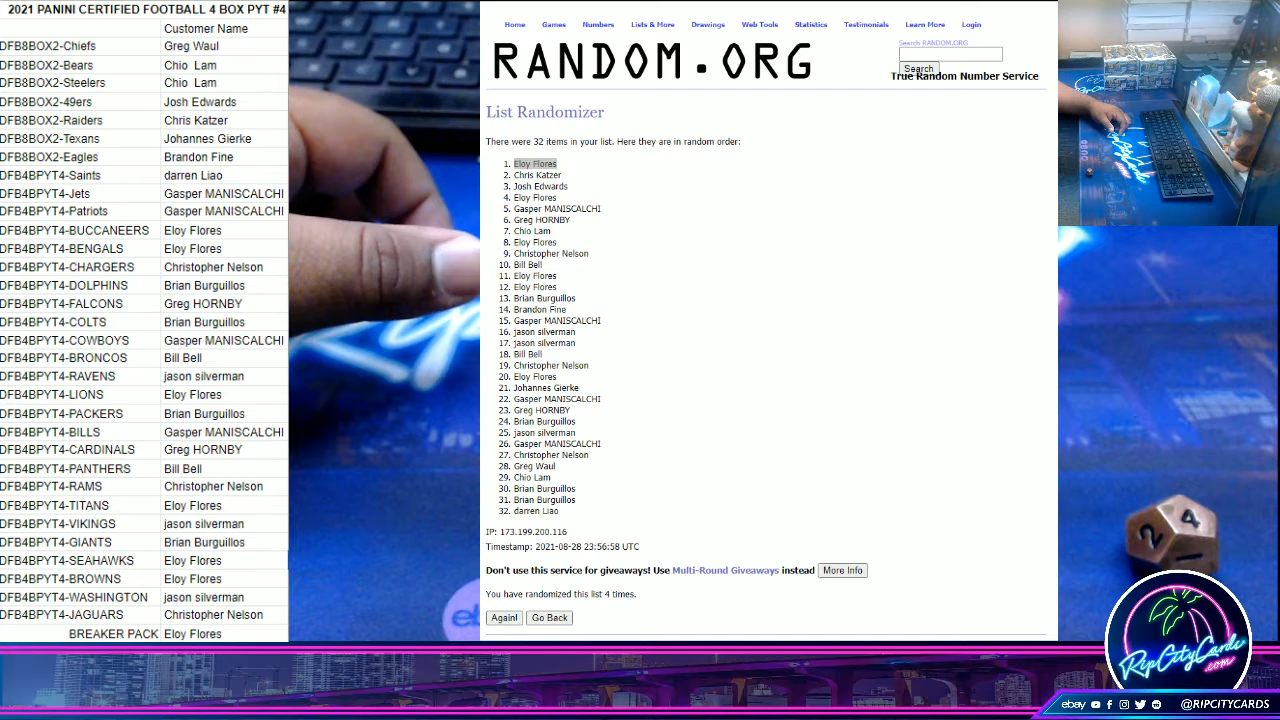 2021 PANINI CERTIFIED FOOTBALL 4 BOX PYT #4
Customer Name
DFB8BOX2-Chiefs Greg Waul
DFB8BOX2-Bears Chio Lam
DFB8BOX2-Steelers Chio Lam
DFB8BOX2-49ers Josh Edwards
DFB8BOX2-Raiders Chris Katzer
DFB8BOX2-Texans Johannes Gierke
DFB8BOX2-Eagles Brandon Fine
DFB4BPYT4-Saints darren Liao
DFB4BPYT4-Jets Gasper MANISCALCHI
DFB4BPYT4-Patriots Gasper MANISCALCHI
DFB4BPYT4-BUCCANEERS Eloy Flores
DFB4BPYT4-BENGALS Eloy Flores
DFB4BPYT4-CHARGERS Christopher Nelson
DFB4BPYT4-DOLPHINS Brian Burguillos
DFB4BPYT4-FALCONS Greg HORNBY
DFB4BPYT4-COLTS Brian Burguillos
DFB4BPYT4-COWBOYS Gasper MANISCALCHI
DFB4BPYT4-BRONCOS Bill Bell
DFB4BPYT4-RAVENS jason silverman
DFB4BPYT4-LIONS Eloy Flores
DFB4BPYT4-PACKERS Brian Burguillos
DFB4BPYT4-BILLS Gasper MANISCALCHI
DFB4BPYT4-CARDINALS Greg HORNBY
DFB4BPYT4-PANTHERS Bill Bell
DFB4BPYT4-RAMS Christopher Nelson
DFB4BPYT4-TITANS Eloy Flores
DFB4BPYT4-VIKINGS jason silverman
DFB4BPYT4-GIANTS Brian Burguillos
DFB4BPYT4-SEAHAWKS Eloy Flores
DFB4BPYT4-BROWNS Eloy Flores
DFB4BPYT4-WASHINGTON jason silverman
DFB4BPYT4-JAGUARS Christopher Nelson
BREAKER PACK Eloy Flores
Home Games Numbers Lists & More Drawings Web Tools Statistics Testimonials Learn More Login
RANDOM.ORG
Search RANDOM.ORG
Search
True Random Number Service
List Randomizer
There were 32 items in your list. Here they are in random order:
1. Eloy Flores
2. Chris Katzer
3. Josh Edwards
4. Eloy Flores
5. Gasper MANISCALCHI
6. Greg HORNBY
7. Chio Lam
8. Eloy Flores
9. Christopher Nelson
10. Bill Bell
11. Eloy Flores
12. Eloy Flores
13. Brian Burguillos
14. Brandon Fine
15. Gasper MANISCALCHI
16. jason silverman
17. jason silverman
18. Bill Bell
19. Christopher Nelson
20. Eloy Flores
21. Johannes Gierke
22. Gasper MANISCALCHI
23. Greg HORNBY
24. Brian Burguillos
25. jason silverman
26. Gasper MANISCALCHI
27. Christopher Nelson
28. Greg Waul
29. Chio Lam
30. Brian Burguillos
31. Brian Burguillos
32. darren Liao
IP: 173.199.200.116
Timestamp: 2021-08-28 23:56:58 UTC
Don't use this service for giveaways! Use Multi-Round Giveaways instead More Info
You have randomized this list 4 times.
Again! Go Back
2 4
RipCityCards
.com
ebay @RIPCITYCARDS